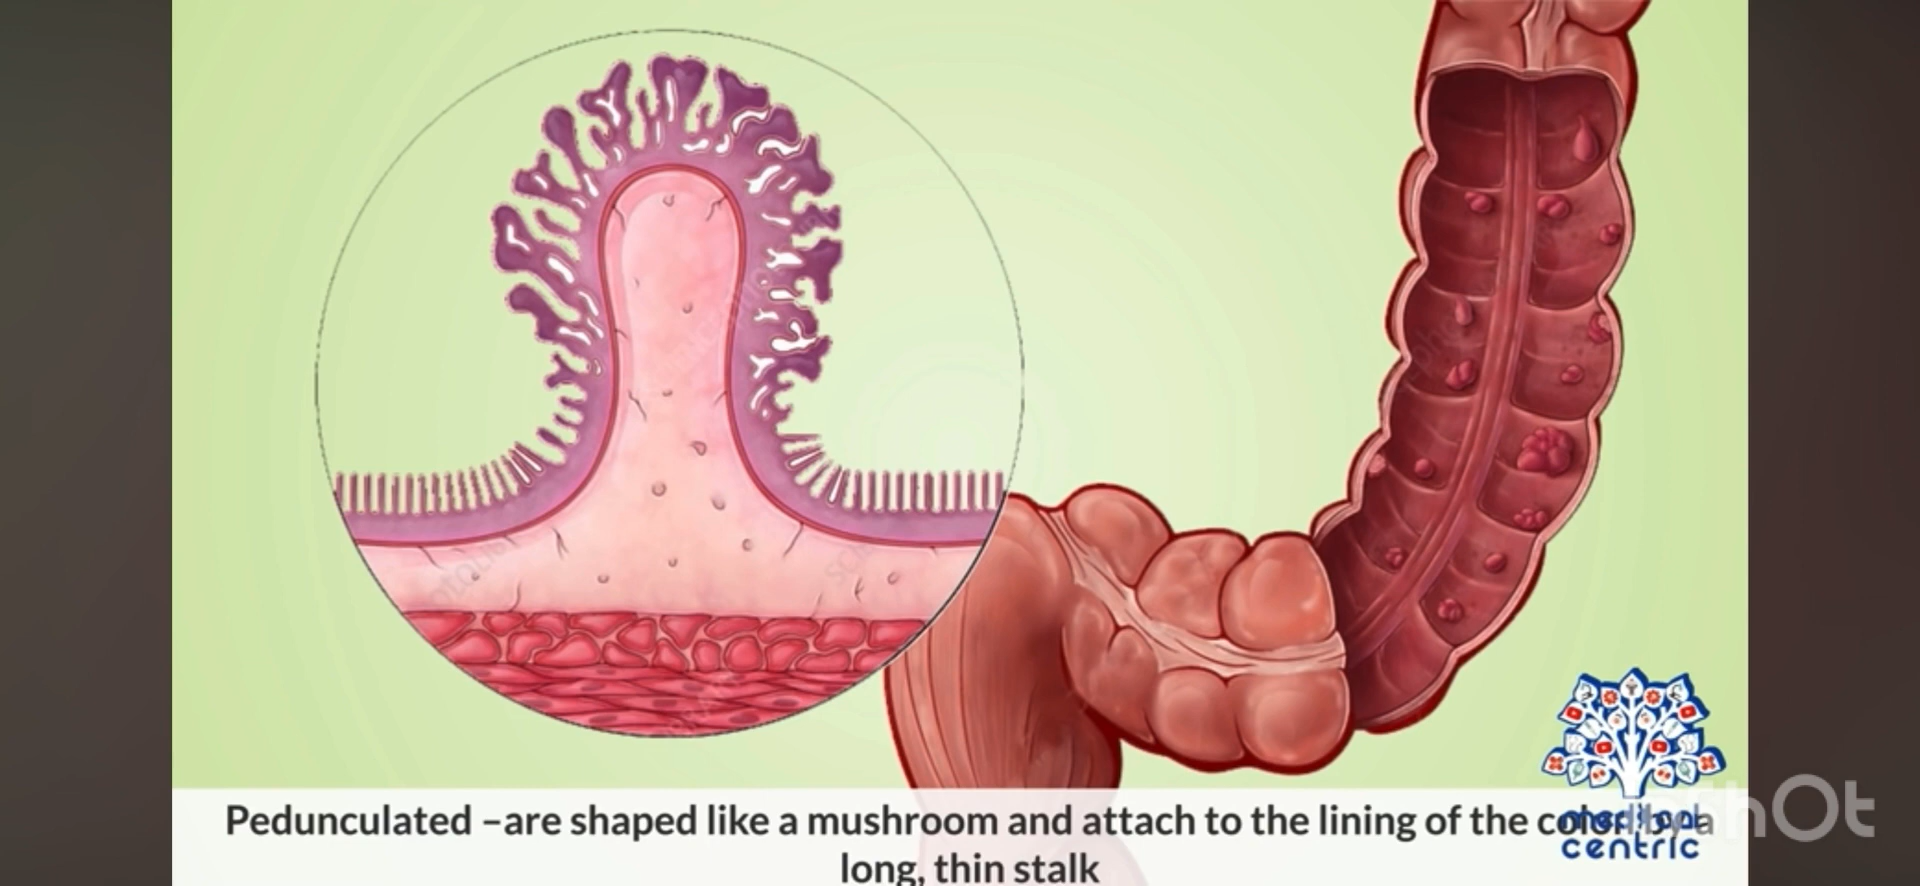 Pedunculated –are shaped like a mushroom and attach to the lining of the colon by a
long, thin stalk
medical
centric